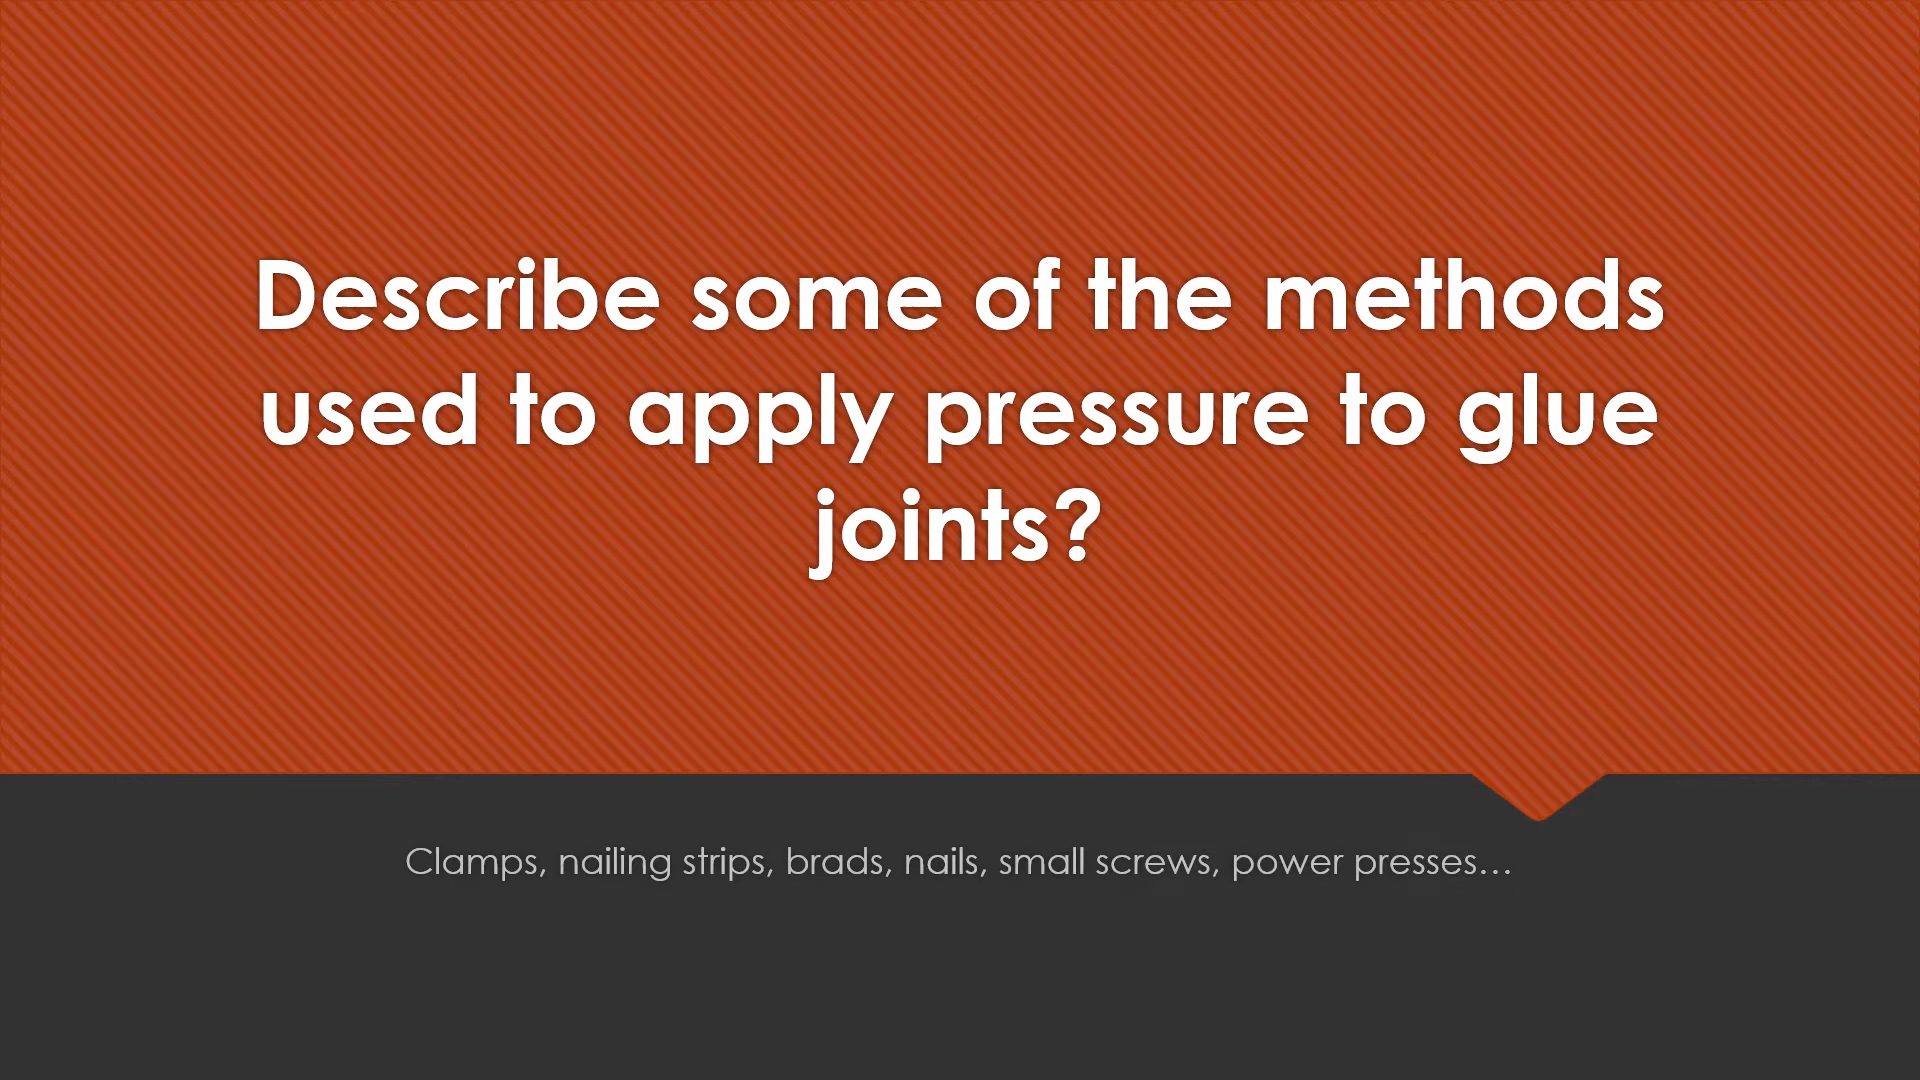 Describe some of the methods
used to apply pressure to glue
joints?
Clamps, nailing strips, brads, nails, small screws, power presses…